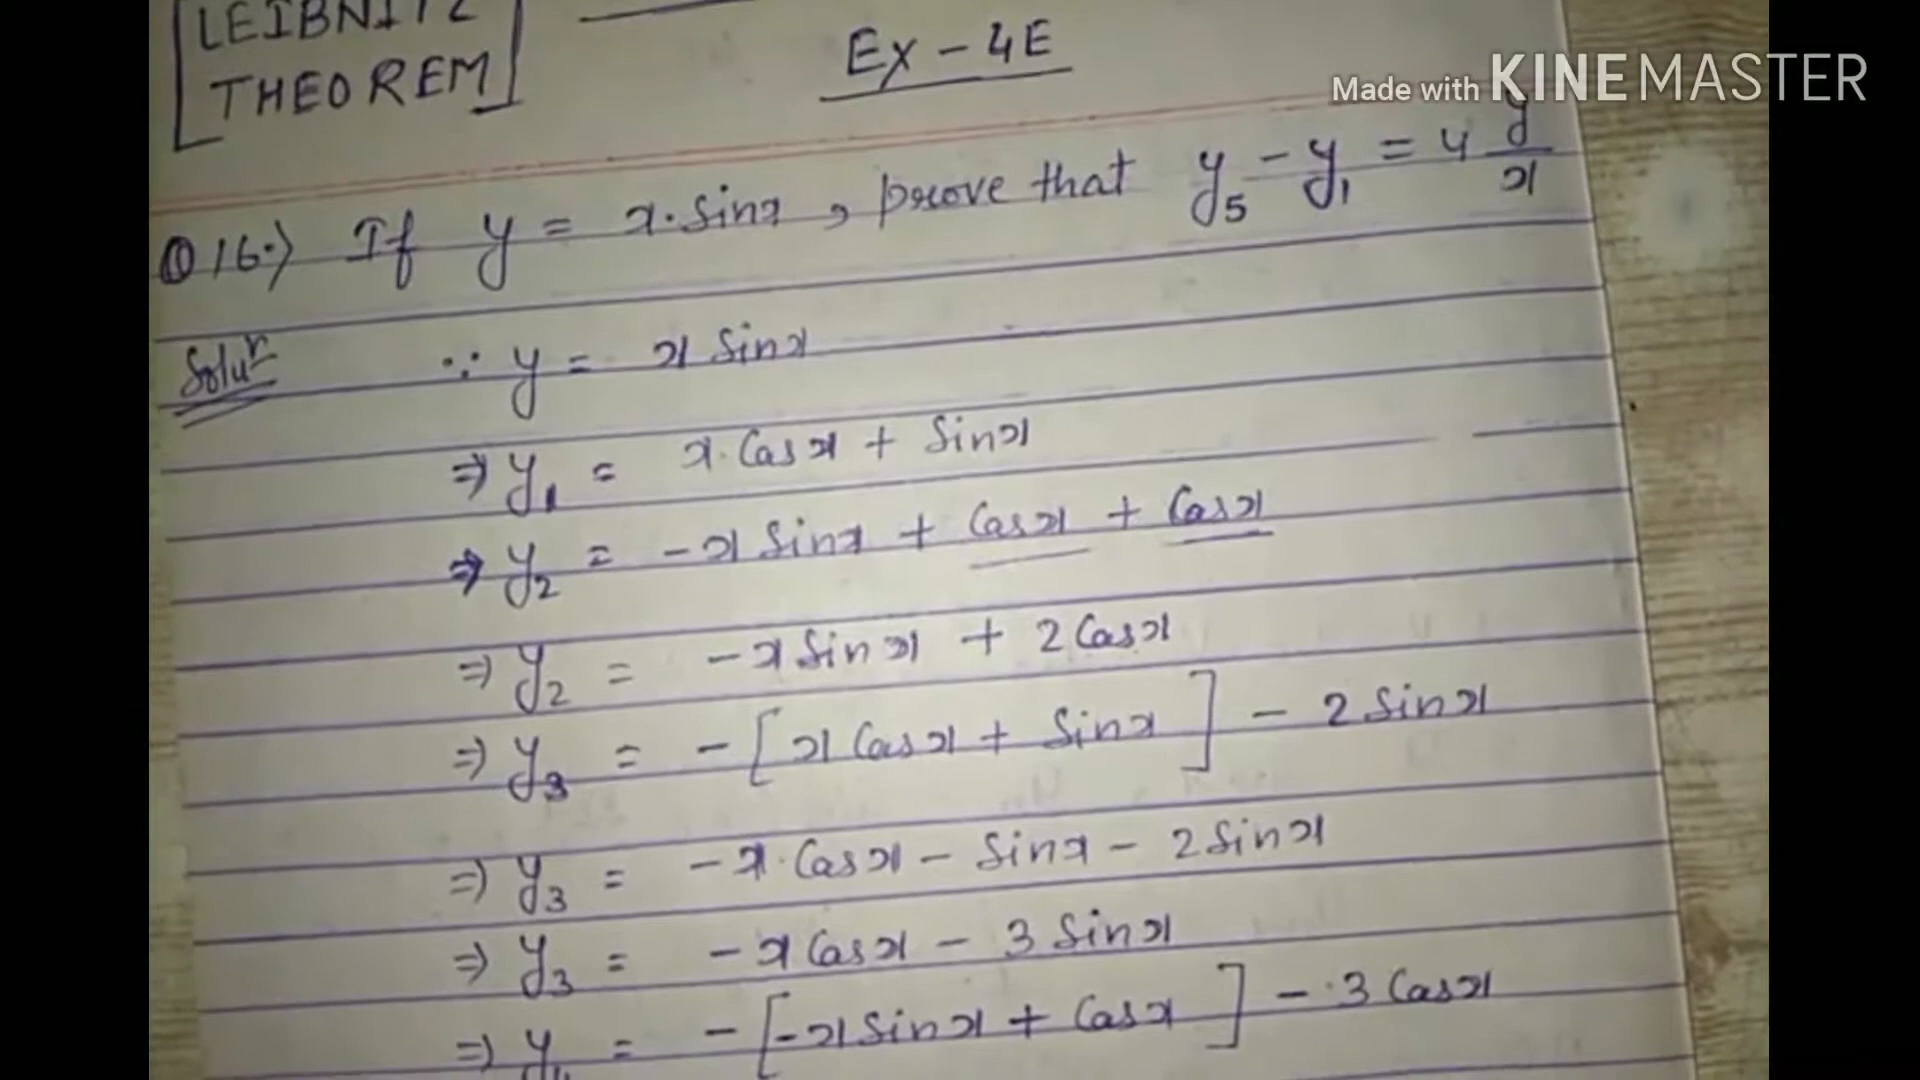 LEIBNITZ
THEOREM
Ex - 4E
Made with KINEMASTER
Q16.) If y = x.sinx, prove that y5 - y1 = 4 y/x
Soluⁿ ∵ y = x Sinx
⇒ y1 = x.Cosx + Sinx
⇒ y2 = -x Sinx + Cosx + Cosx
⇒ y2 = -x Sinx + 2 Cosx
⇒ y3 = -[x Cosx + Sinx] - 2 Sinx
⇒ y3 = -x.Cosx - Sinx - 2 Sinx
⇒ y3 = -x Cosx - 3 Sinx
⇒ y4 = -[-x Sinx + Cosx] - 3 Cosx